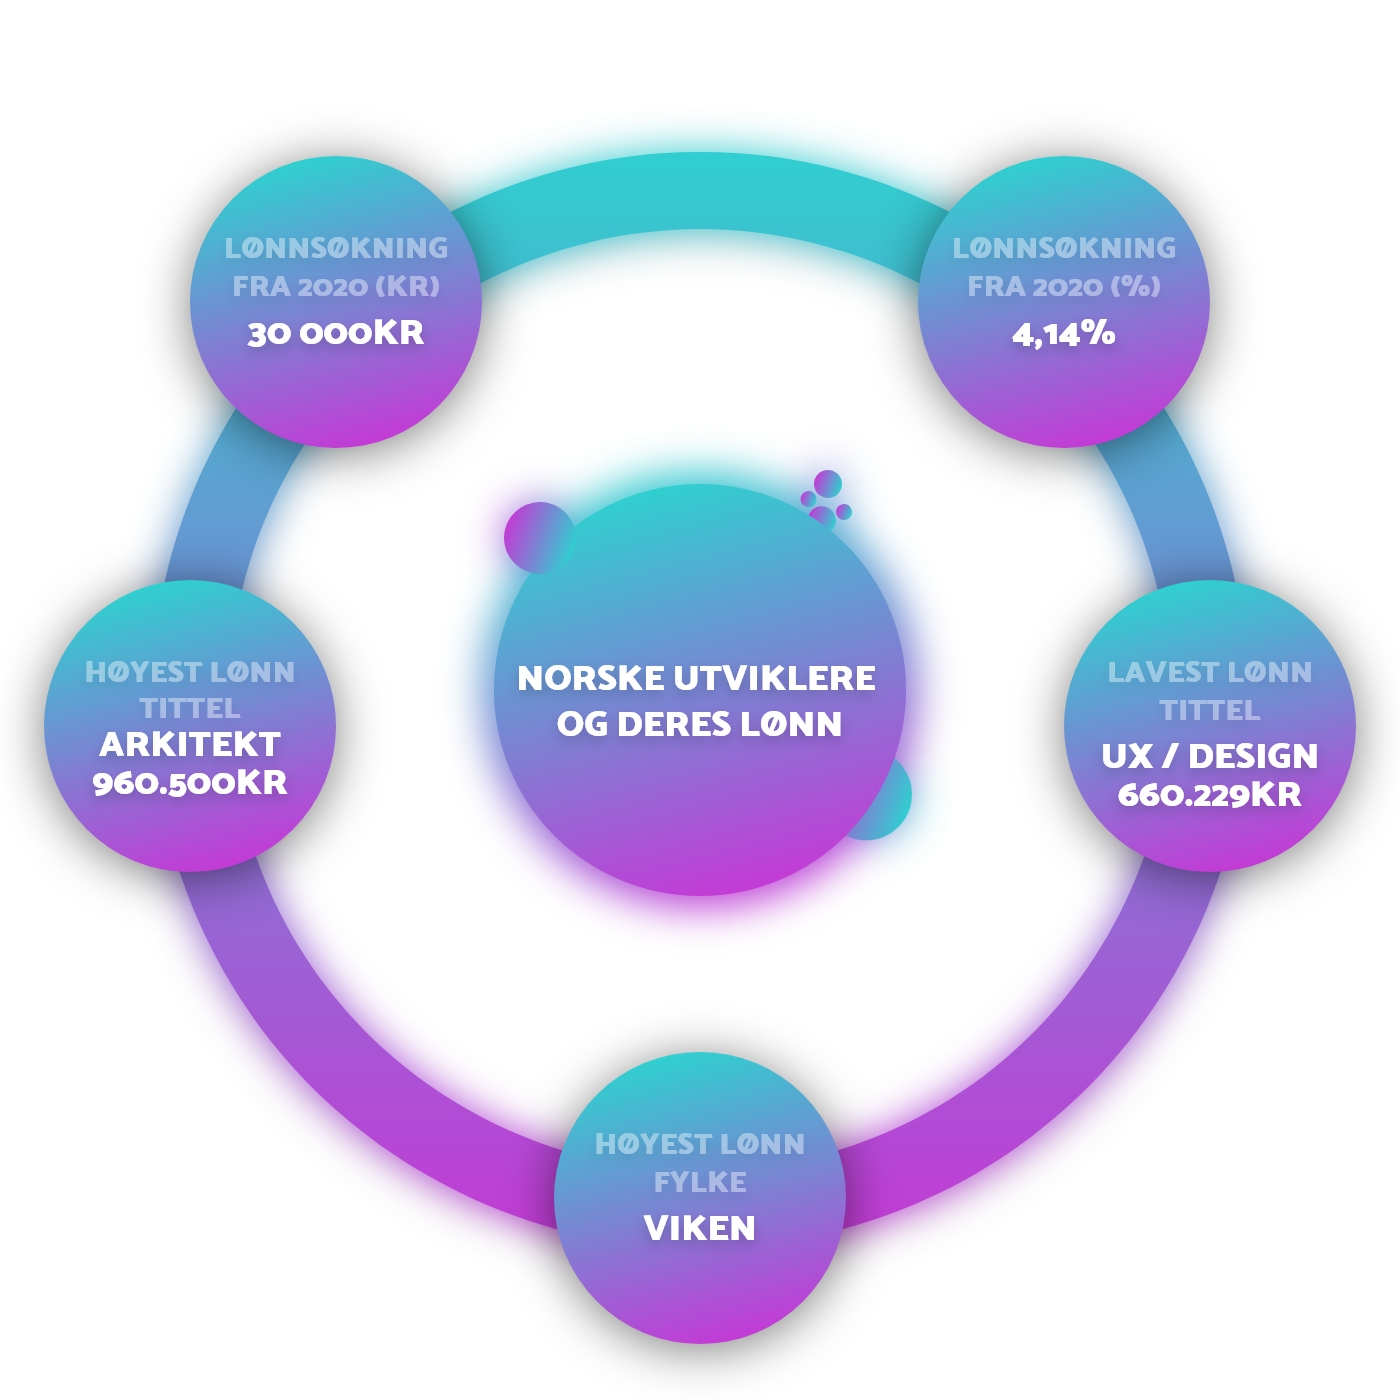 LØNNSØKNING
FRA 2020 (KR)
30 000KR
LØNNSØKNING
FRA 2020 (%)
4,14%
NORSKE UTVIKLERE
OG DERES LØNN
HØYEST LØNN
TITTEL
ARKITEKT
960.500KR
LAVEST LØNN
TITTEL
UX / DESIGN
660.229KR
HØYEST LØNN
FYLKE
VIKEN